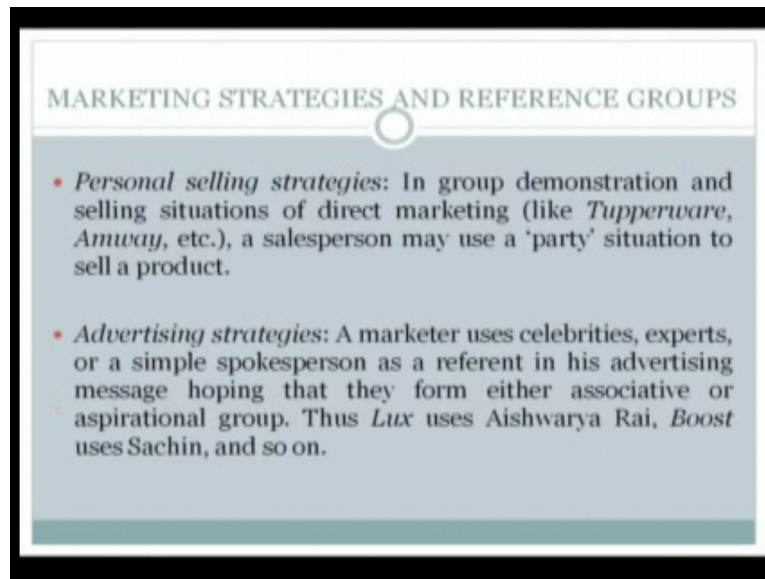 MARKETING STRATEGIES AND REFERENCE GROUPS
• Personal selling strategies: In group demonstration and
selling situations of direct marketing (like Tupperware,
Amway, etc.), a salesperson may use a ‘party’ situation to
sell a product.
• Advertising strategies: A marketer uses celebrities, experts,
or a simple spokesperson as a referent in his advertising
message hoping that they form either associative or
aspirational group. Thus Lux uses Aishwarya Rai, Boost
uses Sachin, and so on.